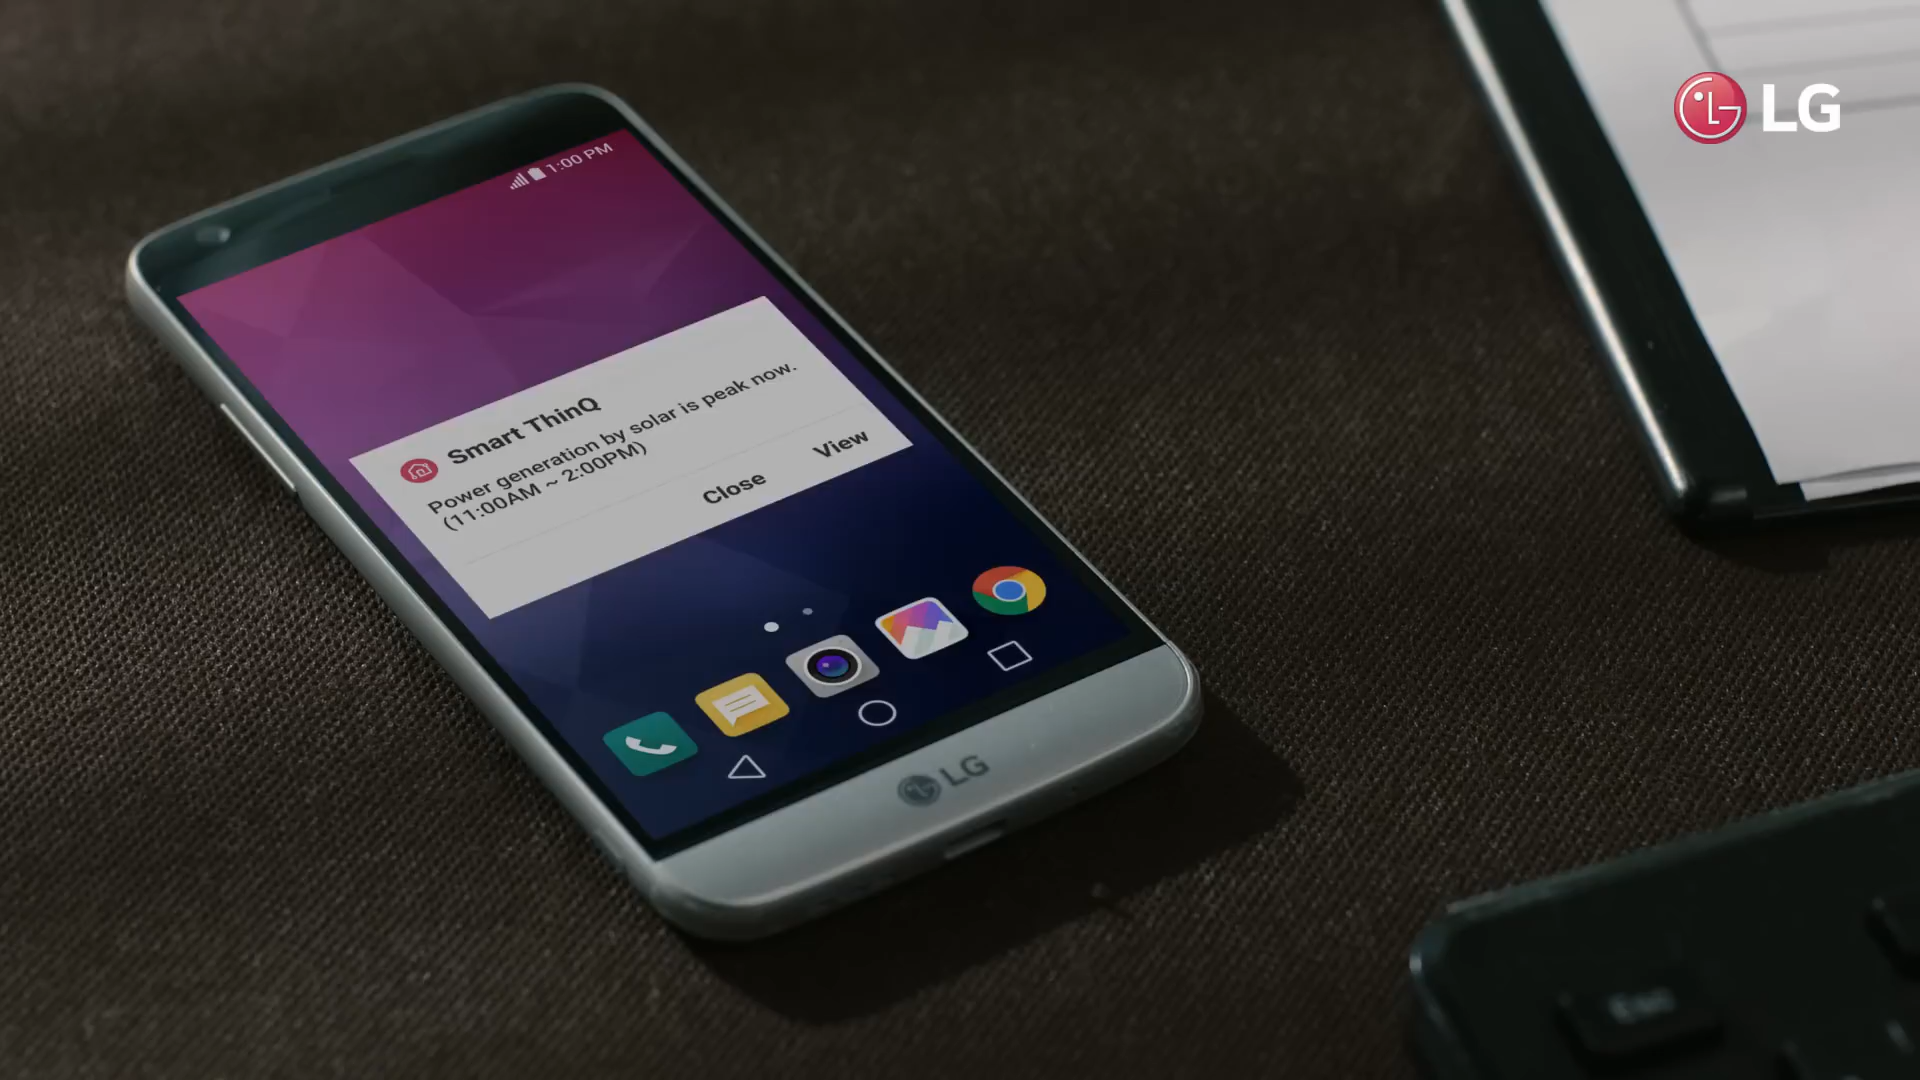 LG
1:00 PM
Smart ThinQ
Power generation by solar is peak now.
(11:00AM ~ 2:00PM)
Close
View
LG
Esc